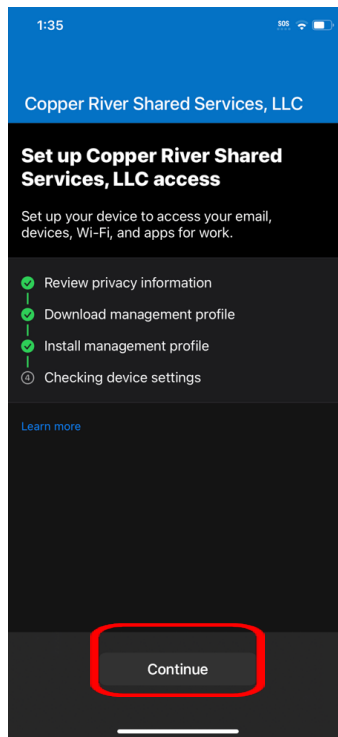 1:35
SOS
Copper River Shared Services, LLC
Set up Copper River Shared
Services, LLC access
Set up your device to access your email,
devices, Wi-Fi, and apps for work.
Review privacy information
Download management profile
Install management profile
4 Checking device settings
Learn more
Continue